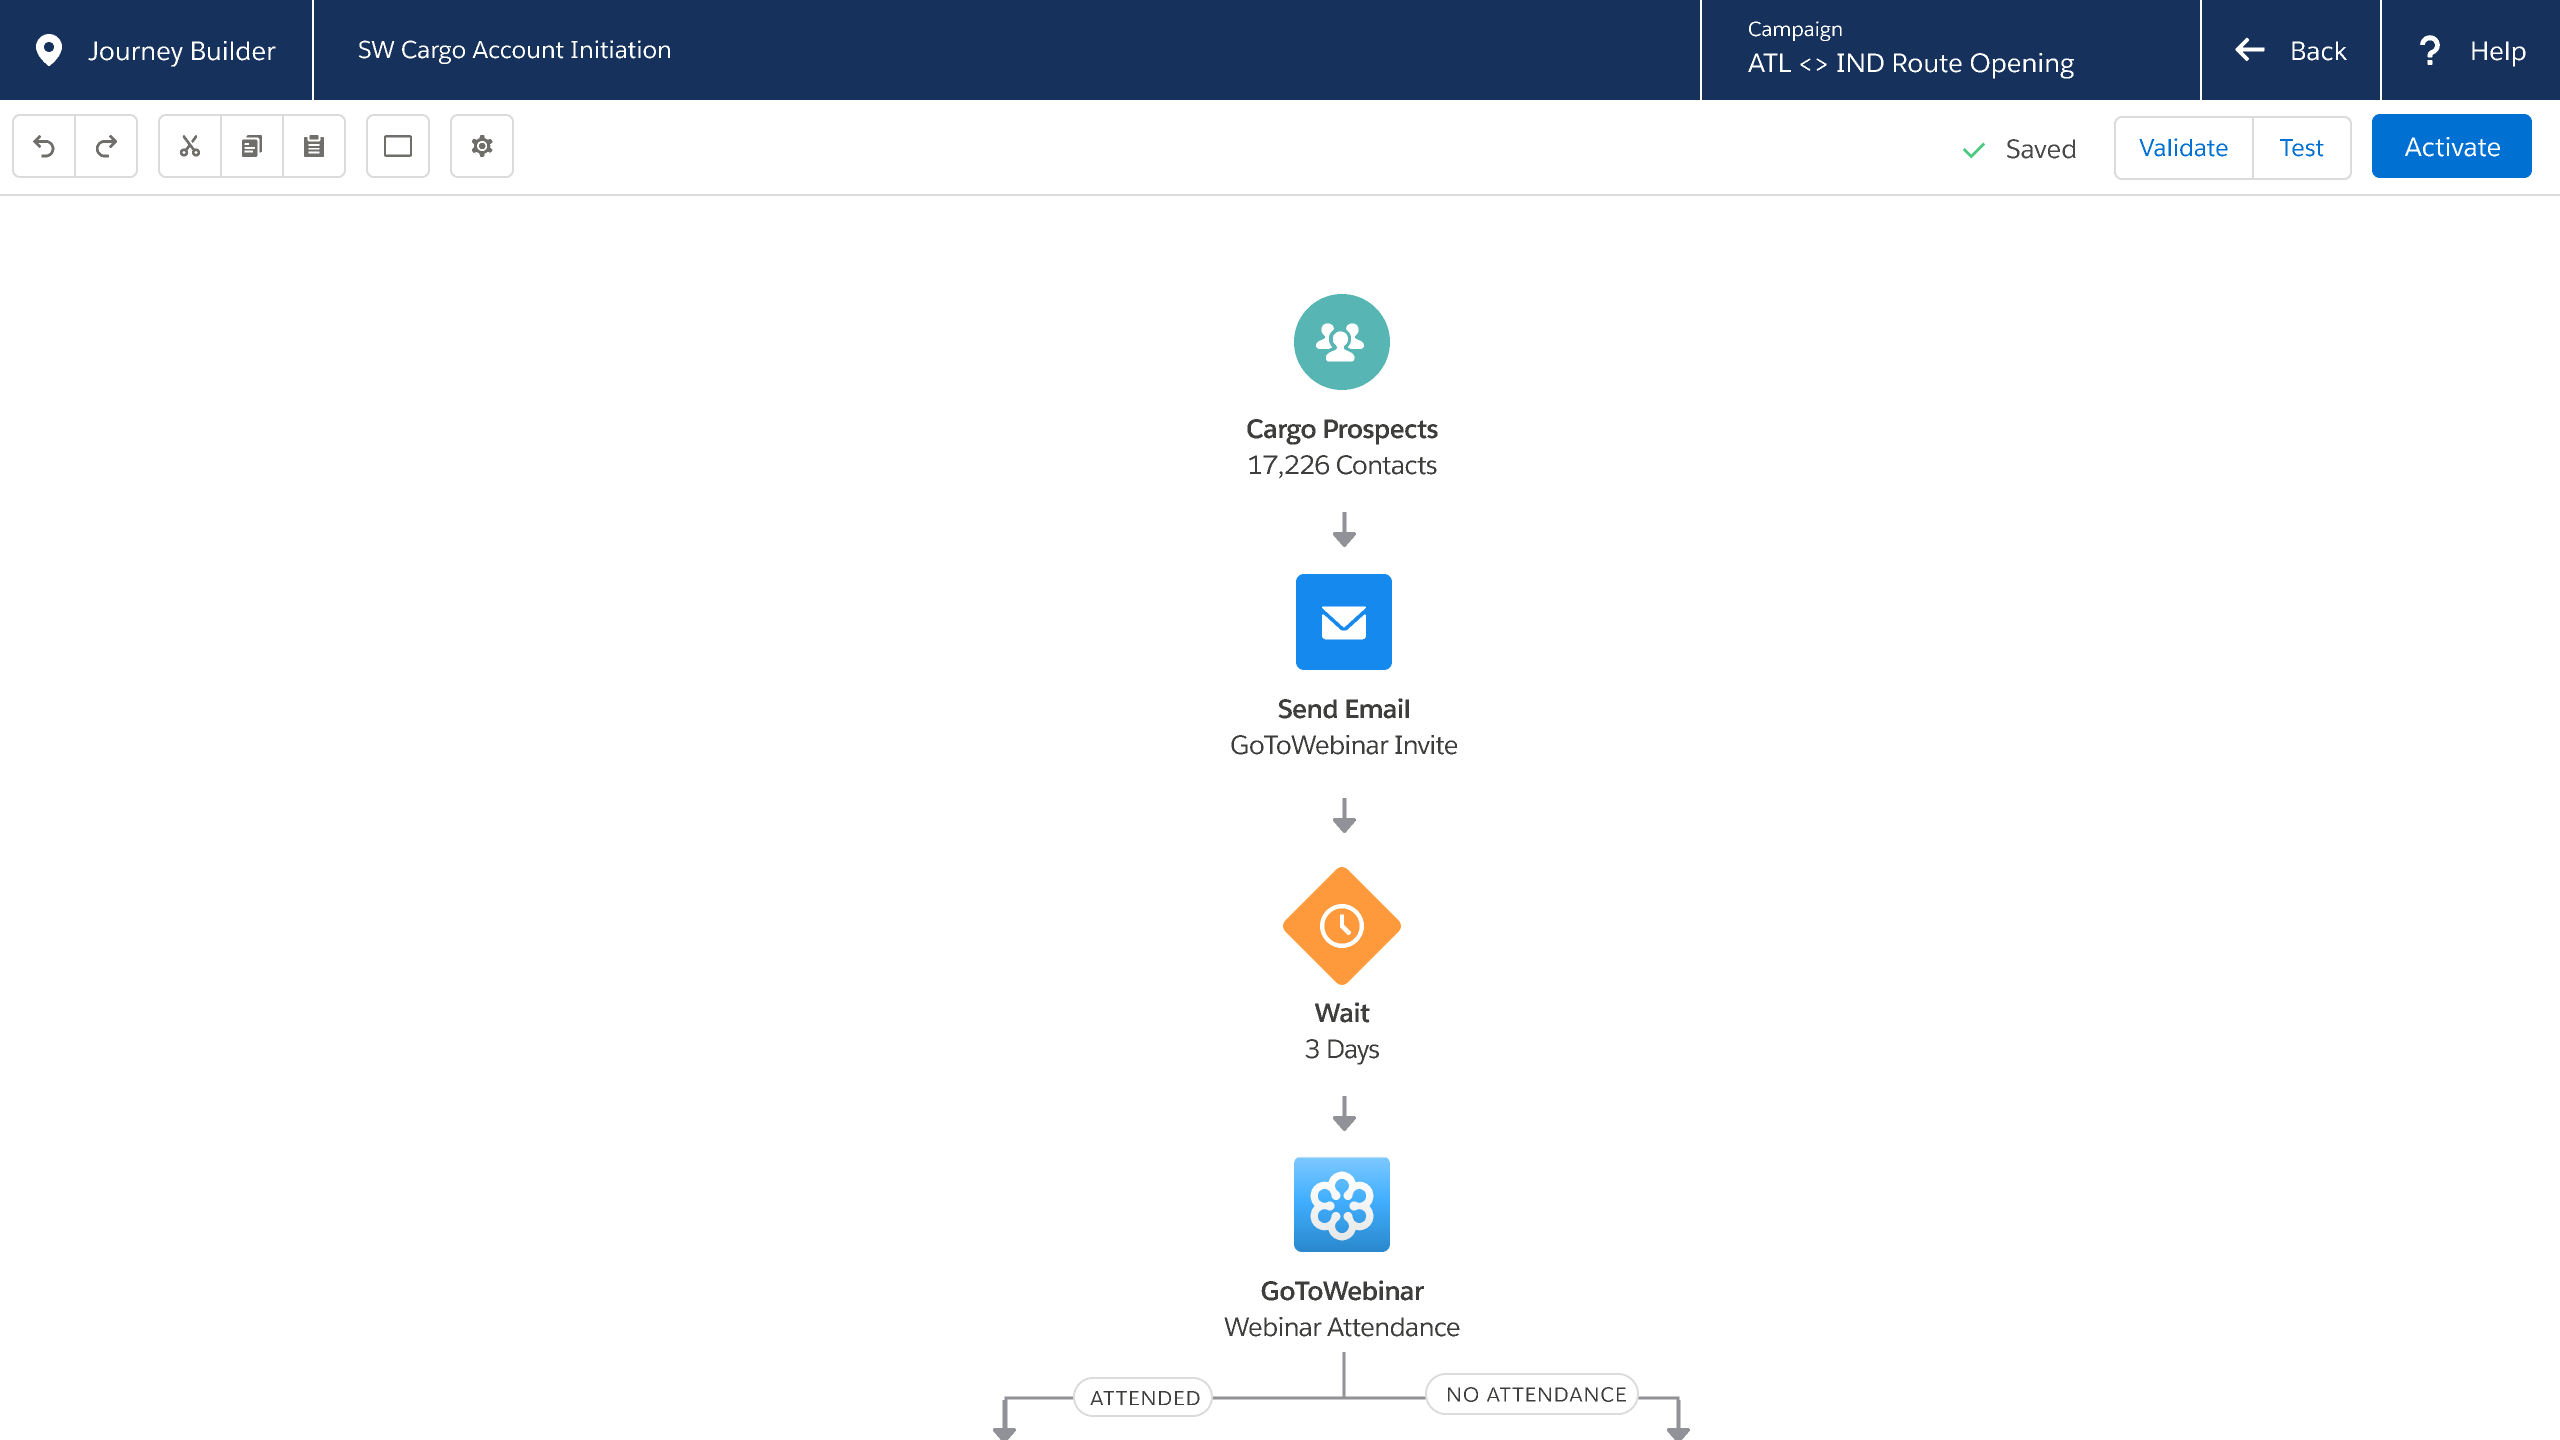 Journey Builder
SW Cargo Account Initiation
Campaign
ATL <> IND Route Opening
Back
? Help
Saved
Validate
Test
Activate
Cargo Prospects
17,226 Contacts
Send Email
GoToWebinar Invite
Wait
3 Days
GoToWebinar
Webinar Attendance
ATTENDED
NO ATTENDANCE